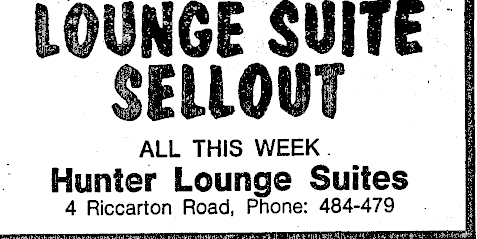 LOUNGE SUITE
SELLOUT
ALL THIS WEEK
Hunter Lounge Suites
4 Riccarton Road, Phone: 484-479